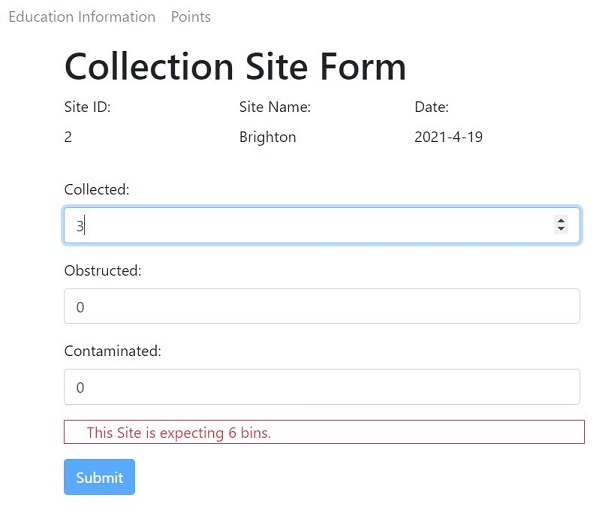 Education Information Points
Collection Site Form
Site ID: Site Name: Date:
2 Brighton 2021-4-19
Collected:
3
Obstructed:
0
Contaminated:
0
This Site is expecting 6 bins.
Submit